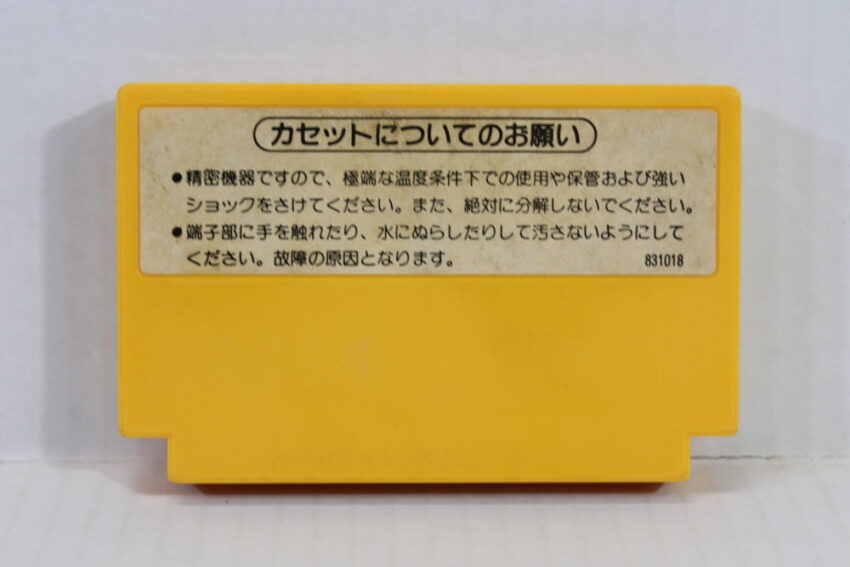 カセットについてのお願い
●精密機器ですので、極端な温度条件下での使用や保管および強い
ショックをさけてください。また、絶対に分解しないでください。
●端子部に手を触れたり、水にぬらしたりして汚さないようにして
ください。故障の原因となります。 831018